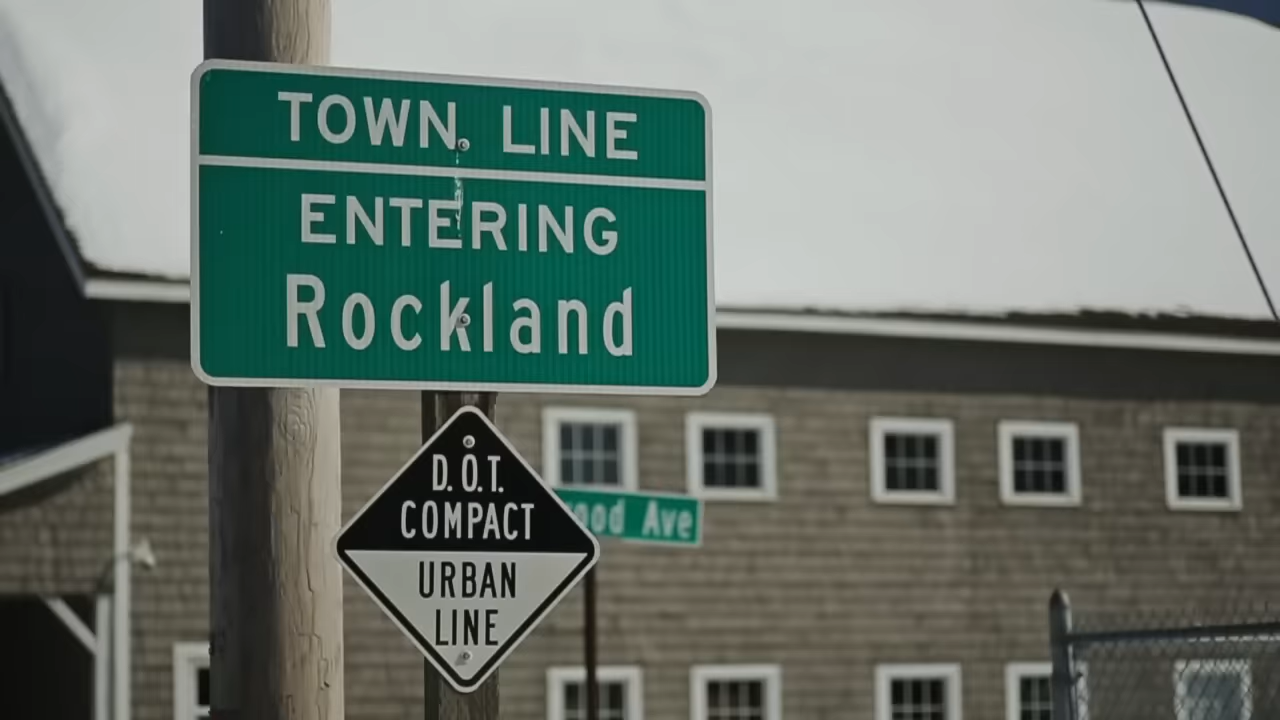 TOWN LINE
ENTERING
Rockland
D.O.T.
COMPACT
URBAN
LINE
Ave